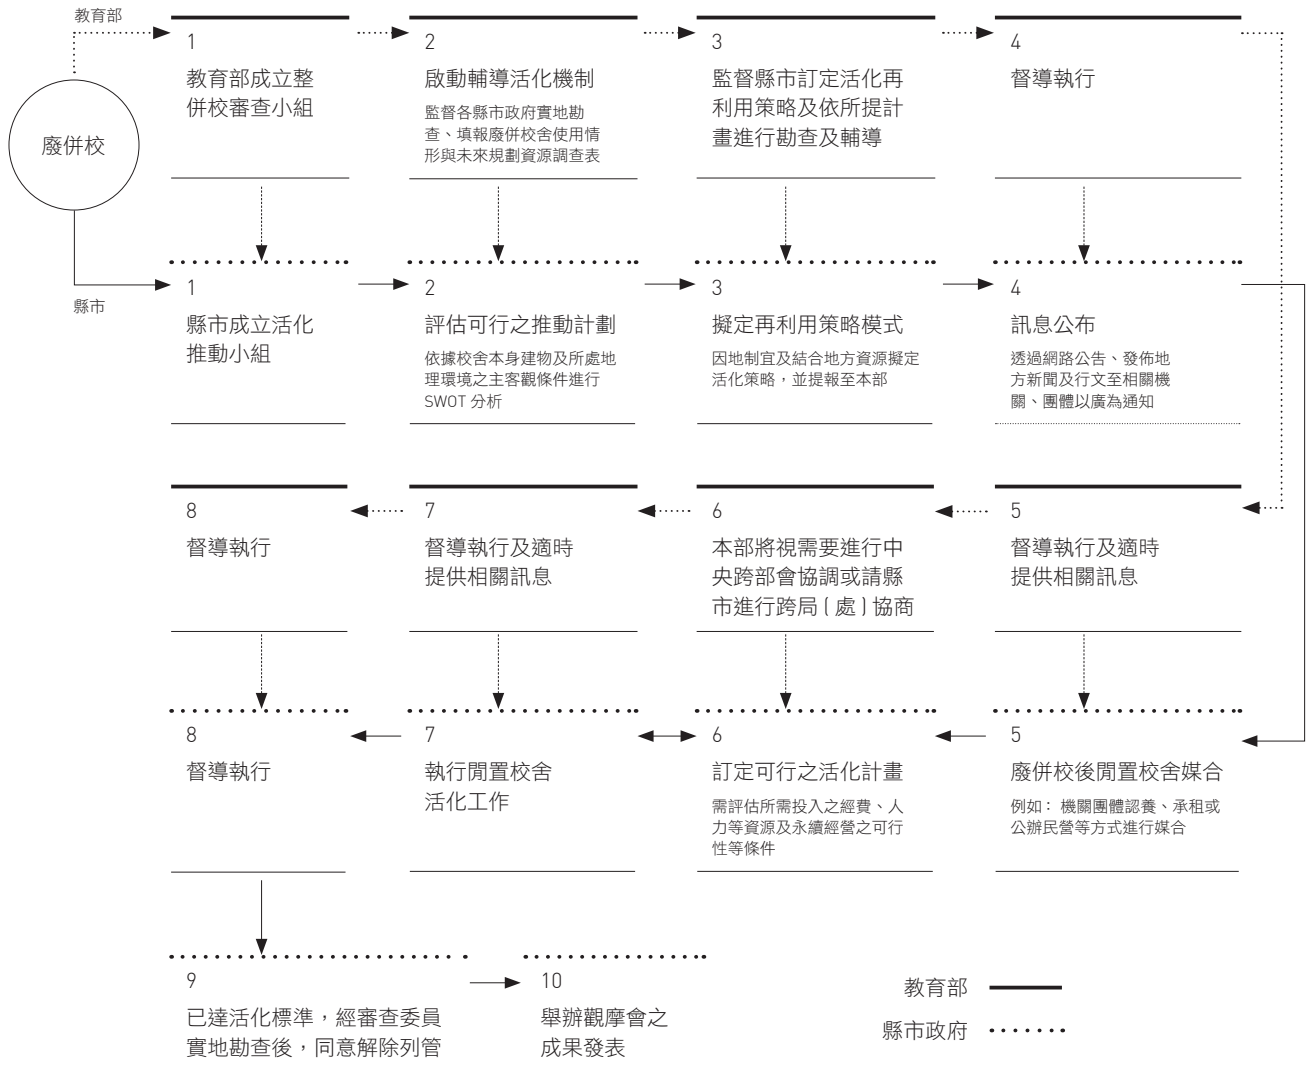 教育部
廢併校
縣市
1
教育部成立整
併校審查小組
2
啟動輔導活化機制
監督各縣市政府實地勘
查、填報廢併校舍使用情
形與未來規劃資源調查表
3
監督縣市訂定活化再
利用策略及依所提計
畫進行勘查及輔導
4
督導執行
1
縣市成立活化
推動小組
2
評估可行之推動計劃
依據校舍本身建物及所處地
理環境之主客觀條件進行
SWOT 分析
3
擬定再利用策略模式
因地制宜及結合地方資源擬定
活化策略，並提報至本部
4
訊息公布
透過網路公告、發佈地
方新聞及行文至相關機
關、團體以廣為通知
8
督導執行
7
督導執行及適時
提供相關訊息
6
本部將視需要進行中
央跨部會協調或請縣
市進行跨局〔處〕協商
5
督導執行及適時
提供相關訊息
8
督導執行
7
執行閒置校舍
活化工作
6
訂定可行之活化計畫
需評估所需投入之經費、人
力等資源及永續經營之可行
性等條件
5
廢併校後閒置校舍媒合
例如： 機關團體認養、承租或
公辦民營等方式進行媒合
9
已達活化標準，經審查委員
實地勘查後，同意解除列管
10
舉辦觀摩會之
成果發表
教育部
縣市政府